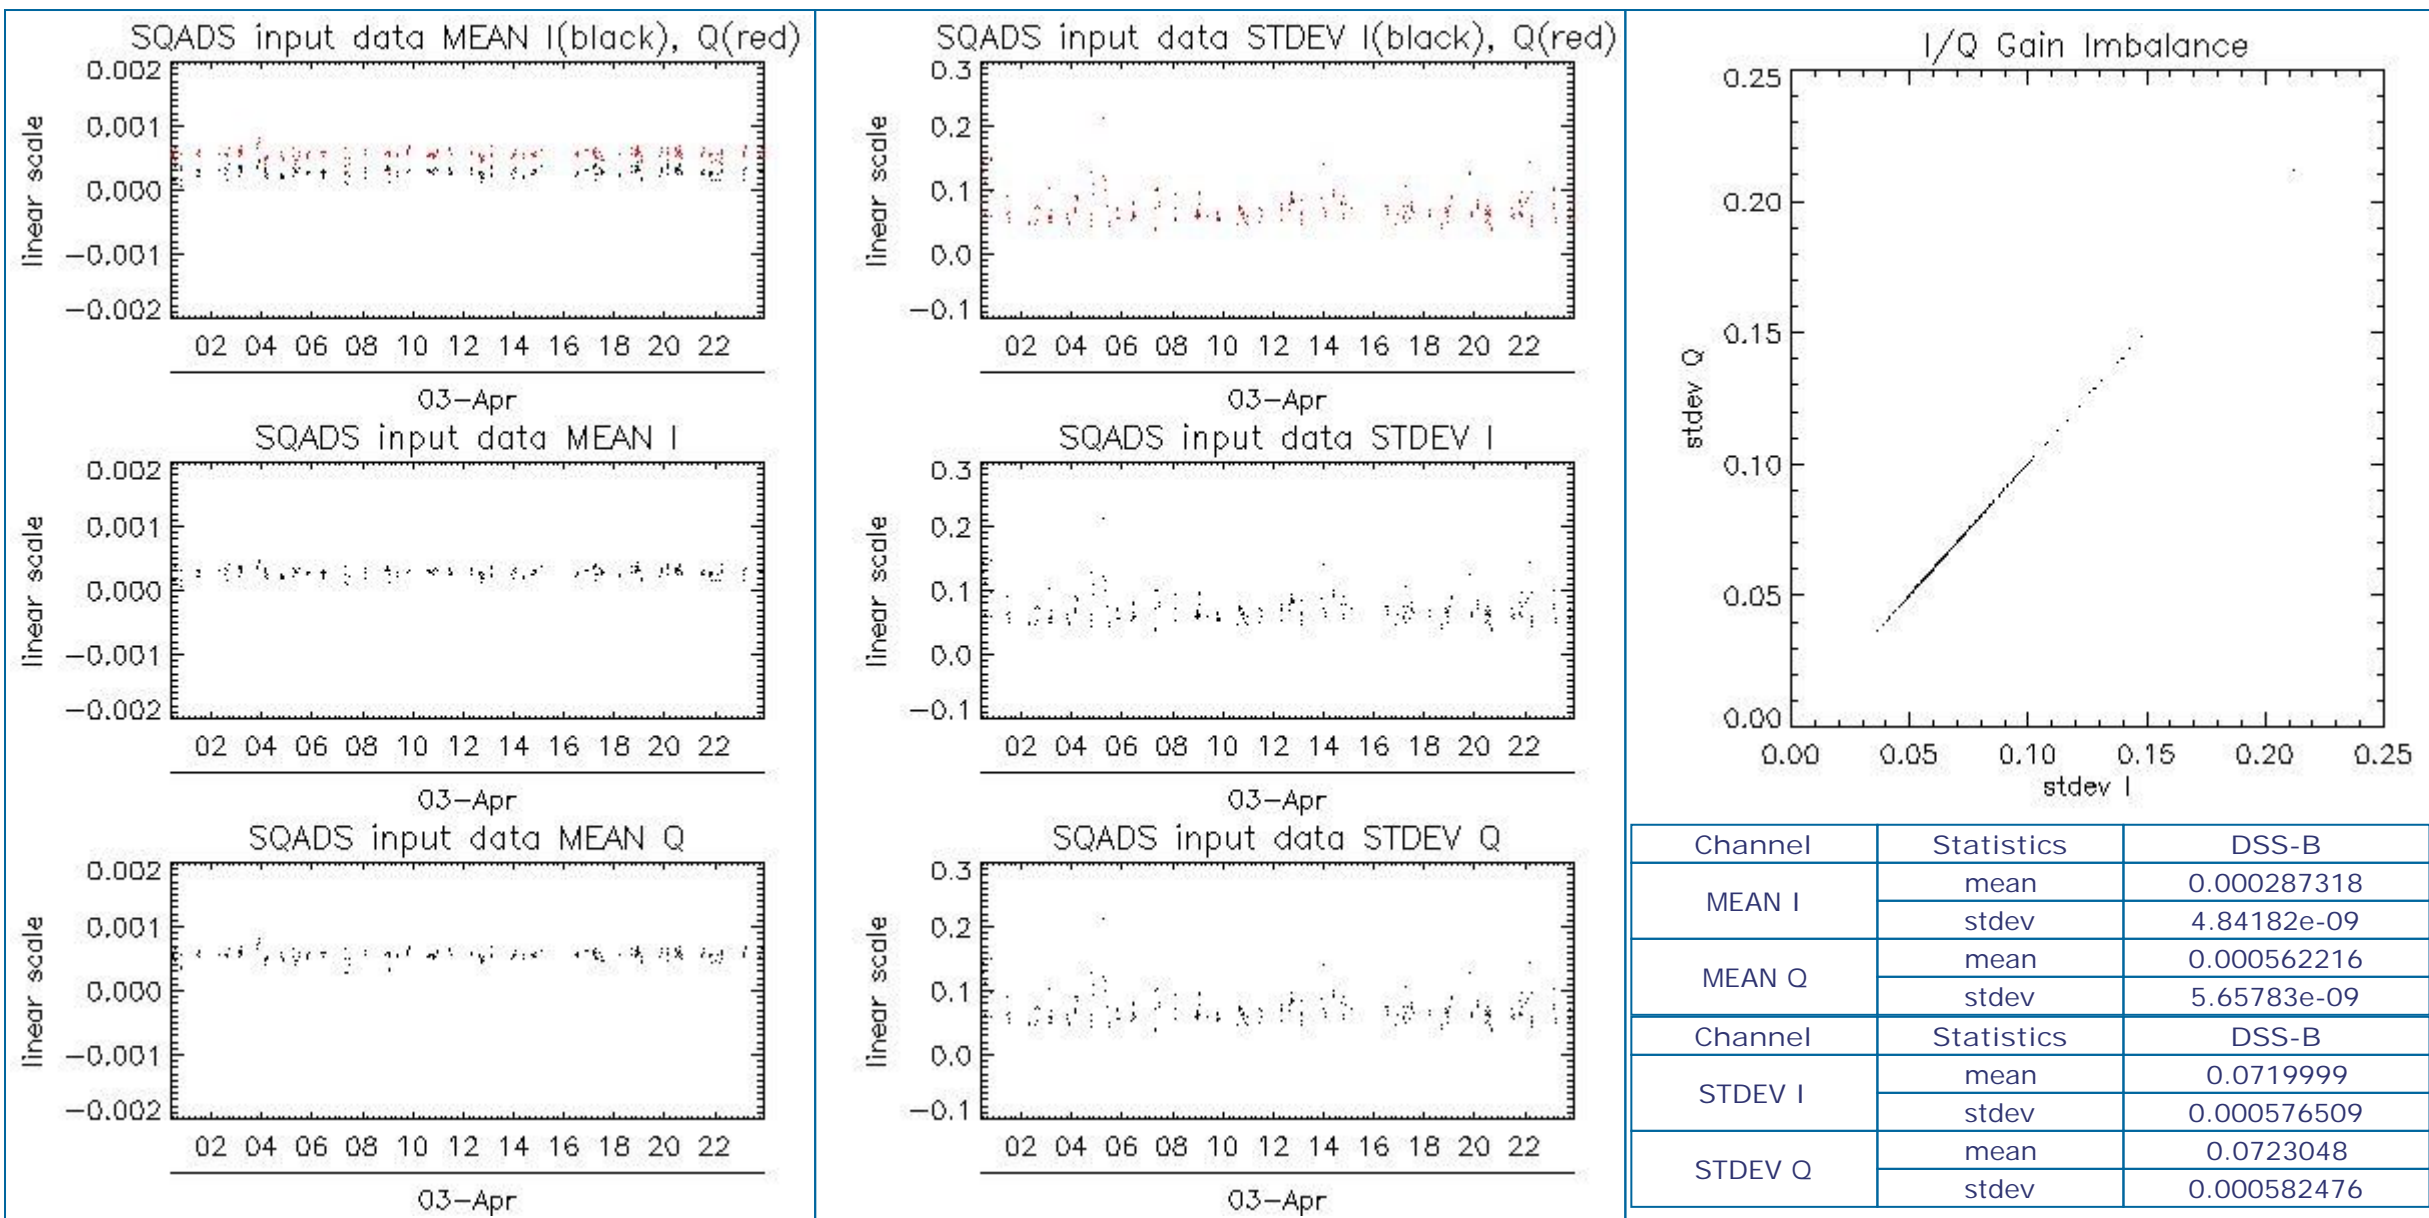 SQADS input data MEAN I(black), Q(red)
0.002
0.001
0.000
-0.001
-0.002
linear scale
02 04 06 08 10 12 14 16 18 20 22
03-Apr
SQADS input data MEAN I
0.002
0.001
0.000
-0.001
-0.002
linear scale
02 04 06 08 10 12 14 16 18 20 22
03-Apr
SQADS input data MEAN Q
0.002
0.001
0.000
-0.001
-0.002
linear scale
02 04 06 08 10 12 14 16 18 20 22
03-Apr
SQADS input data STDEV I(black), Q(red)
0.3
0.2
0.1
0.0
-0.1
linear scale
02 04 06 08 10 12 14 16 18 20 22
03-Apr
SQADS input data STDEV I
0.3
0.2
0.1
0.0
-0.1
linear scale
02 04 06 08 10 12 14 16 18 20 22
03-Apr
SQADS input data STDEV Q
0.3
0.2
0.1
0.0
-0.1
linear scale
02 04 06 08 10 12 14 16 18 20 22
03-Apr
I/Q Gain Imbalance
0.25
0.20
0.15
0.10
0.05
0.00
stdev Q
0.00 0.05 0.10 0.15 0.20 0.25
stdev I
Channel Statistics DSS-B
MEAN I mean 0.000287318
stdev 4.84182e-09
MEAN Q mean 0.000562216
stdev 5.65783e-09
Channel Statistics DSS-B
STDEV I mean 0.0719999
stdev 0.000576509
STDEV Q mean 0.0723048
stdev 0.000582476